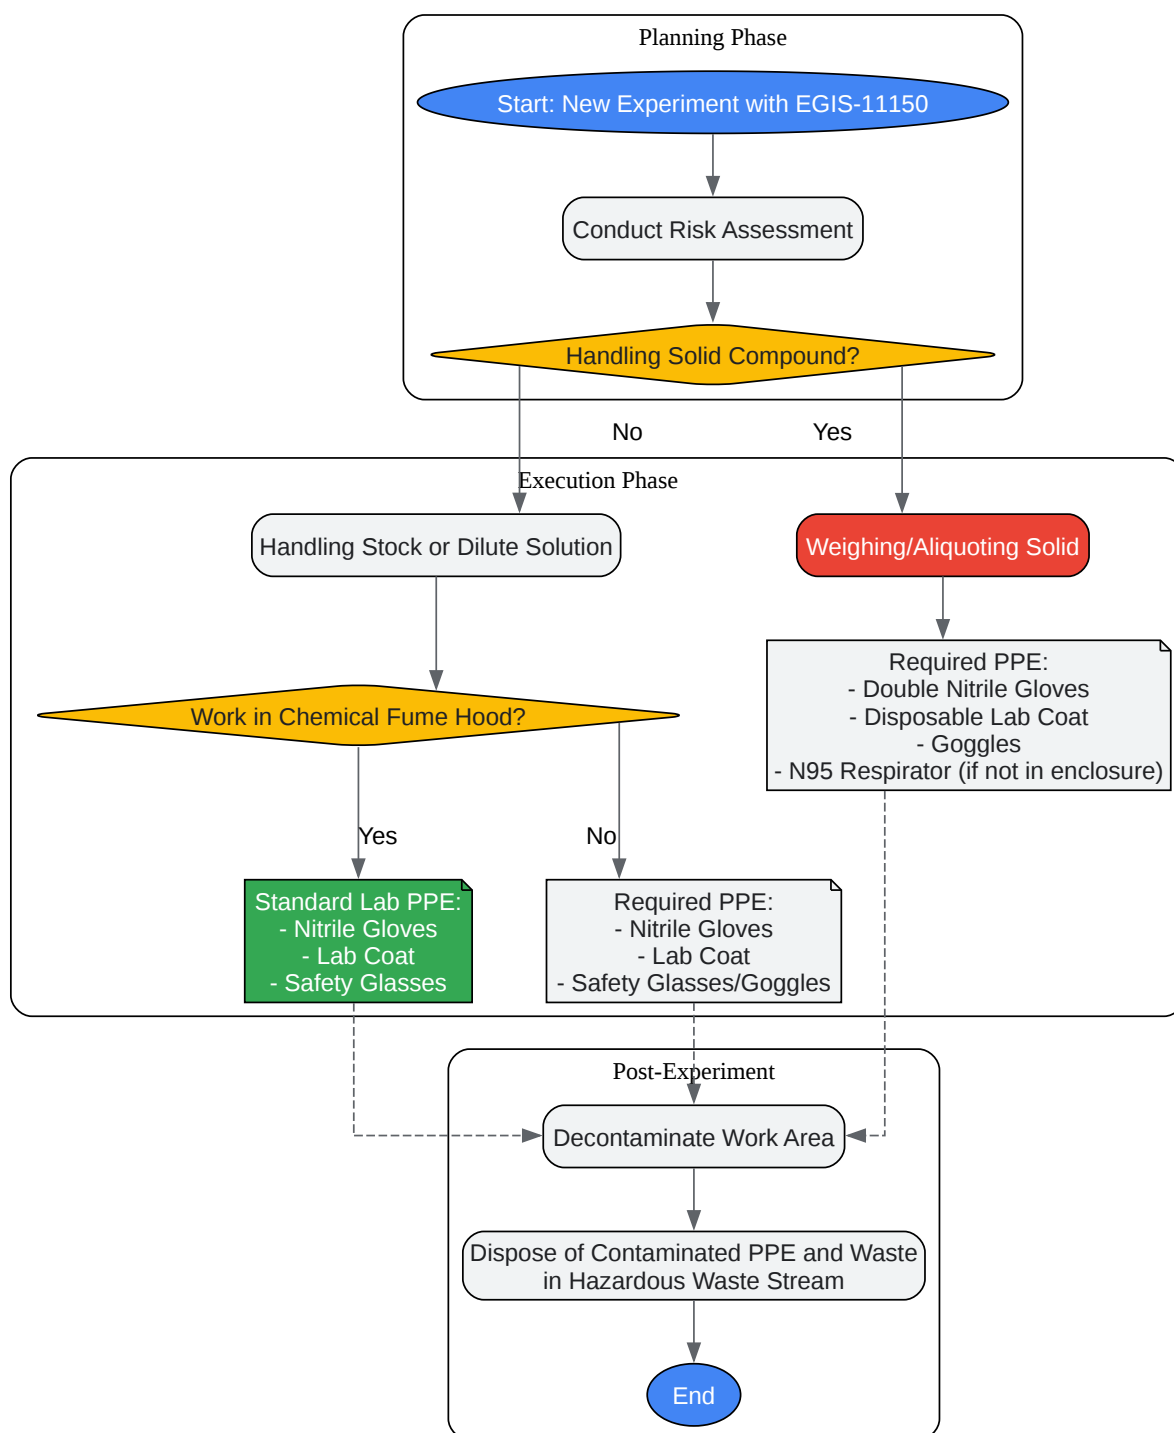 Planning Phase
Start: New Experiment with EGIS-11150
Conduct Risk Assessment
Handling Solid Compound?
No
Yes
Execution Phase
Handling Stock or Dilute Solution
Weighing/Aliquoting Solid
Required PPE:
- Double Nitrile Gloves
- Disposable Lab Coat
- Goggles
- N95 Respirator (if not in enclosure)
Work in Chemical Fume Hood?
Yes
No
Standard Lab PPE:
- Nitrile Gloves
- Lab Coat
- Safety Glasses
Required PPE:
- Nitrile Gloves
- Lab Coat
- Safety Glasses/Goggles
Post-Experiment
Decontaminate Work Area
Dispose of Contaminated PPE and Waste
in Hazardous Waste Stream
End